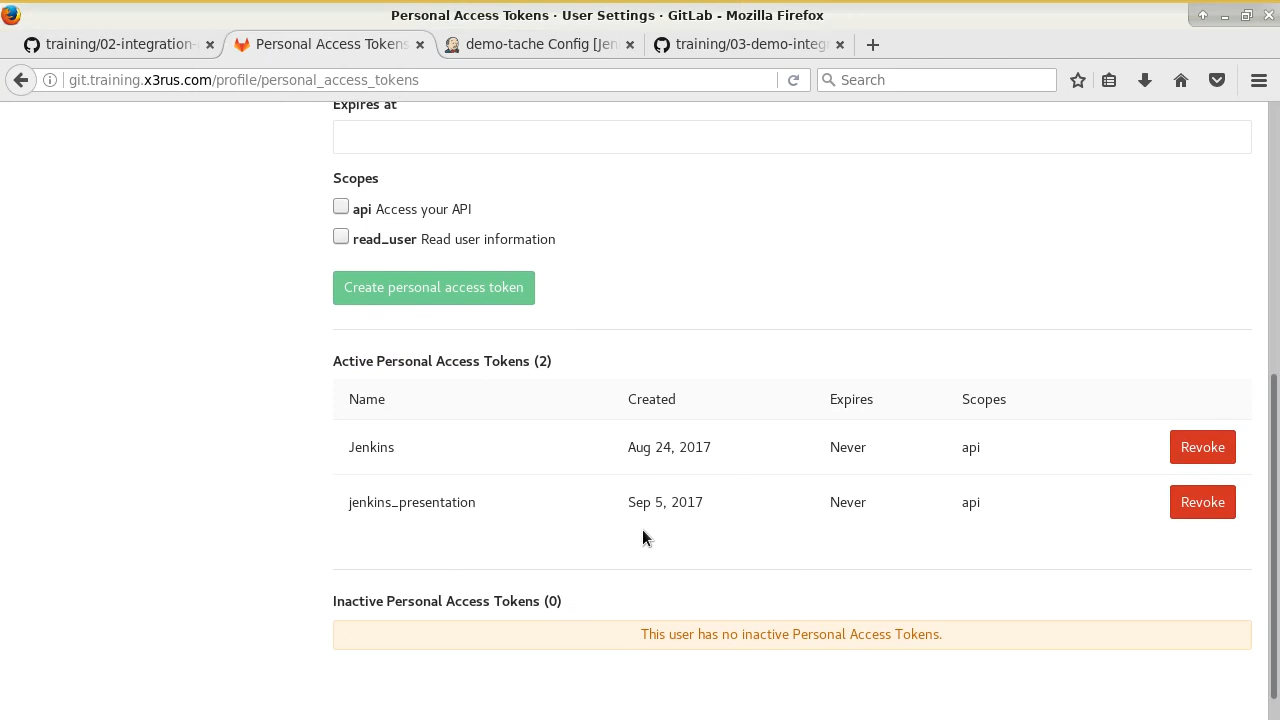 Personal Access Tokens · User Settings · GitLab - Mozilla Firefox
training/02-integration-
Personal Access Tokens
demo-tache Config [Jen
training/03-demo-integ
git.training.x3rus.com/profile/personal_access_tokens
Search
Expires at
Scopes
api Access your API
read_user Read user information
Create personal access token
Active Personal Access Tokens (2)
Name Created Expires Scopes
Jenkins Aug 24, 2017 Never api Revoke
jenkins_presentation Sep 5, 2017 Never api Revoke
Inactive Personal Access Tokens (0)
This user has no inactive Personal Access Tokens.